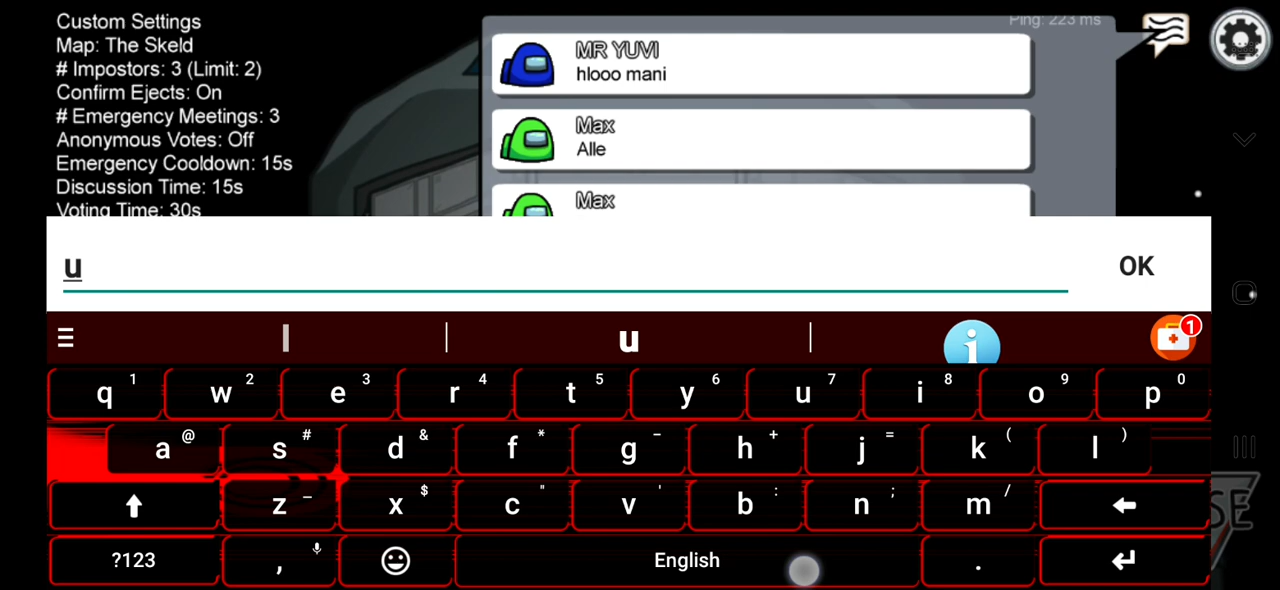 Custom Settings
Map: The Skeld
# Impostors: 3 (Limit: 2)
Confirm Ejects: On
# Emergency Meetings: 3
Anonymous Votes: Off
Emergency Cooldown: 15s
Discussion Time: 15s
Voting Time: 30s
Ping: 223 ms
MR YUVI
hlooo mani
Max
Alle
Max
u
OK
I
u
i
1
q 1 w 2 e 3 r 4 t 5 y 6 u 7 i 8 o 9 p 0
a @ s # d & f * g - h + j = k ( l )
z _ x $ c " v ' b : n ; m /
?123 , English .
SE